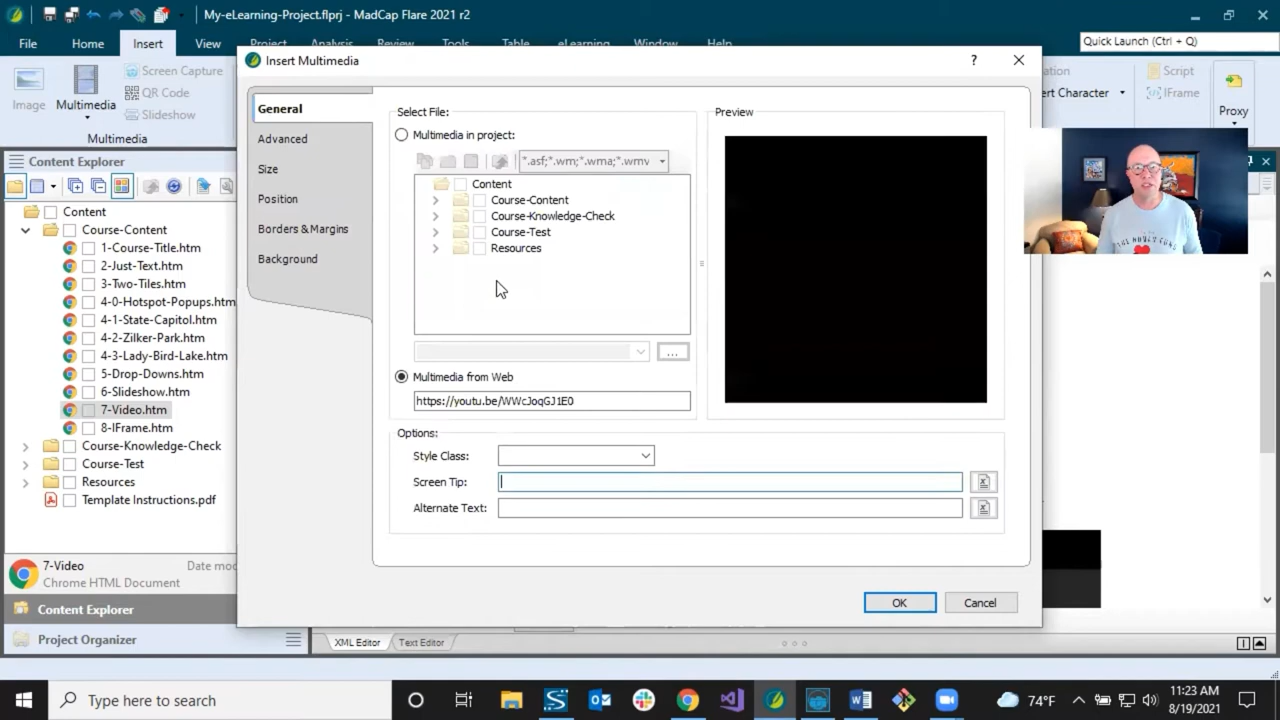 My-eLearning-Project.flprj - MadCap Flare 2021 r2
File Home Insert View Project Analysis Review Tools Table eLearning Window Help
Quick Launch (Ctrl + Q)
Image
Multimedia
Screen Capture
QR Code
Slideshow
Multimedia
ert Character
Script
IFrame
Proxy
Content Explorer
Content
Course-Content
1-Course-Title.htm
2-Just-Text.htm
3-Two-Tiles.htm
4-0-Hotspot-Popups.htm
4-1-State-Capitol.htm
4-2-Zilker-Park.htm
4-3-Lady-Bird-Lake.htm
5-Drop-Downs.htm
6-Slideshow.htm
7-Video.htm
8-IFrame.htm
Course-Knowledge-Check
Course-Test
Resources
Template Instructions.pdf
7-Video Date mod
Chrome HTML Document
Content Explorer
Project Organizer
Insert Multimedia
?
General
Advanced
Size
Position
Borders & Margins
Background
Select File:
Multimedia in project:
*.asf;*.wm;*.wma;*.wmv
Content
Course-Content
Course-Knowledge-Check
Course-Test
Resources
...
Multimedia from Web
https://youtu.be/WWcJoqGJ1E0
Preview
Options:
Style Class:
Screen Tip:
Alternate Text:
OK Cancel
XML Editor Text Editor
Type here to search
74°F
11:23 AM
8/19/2021